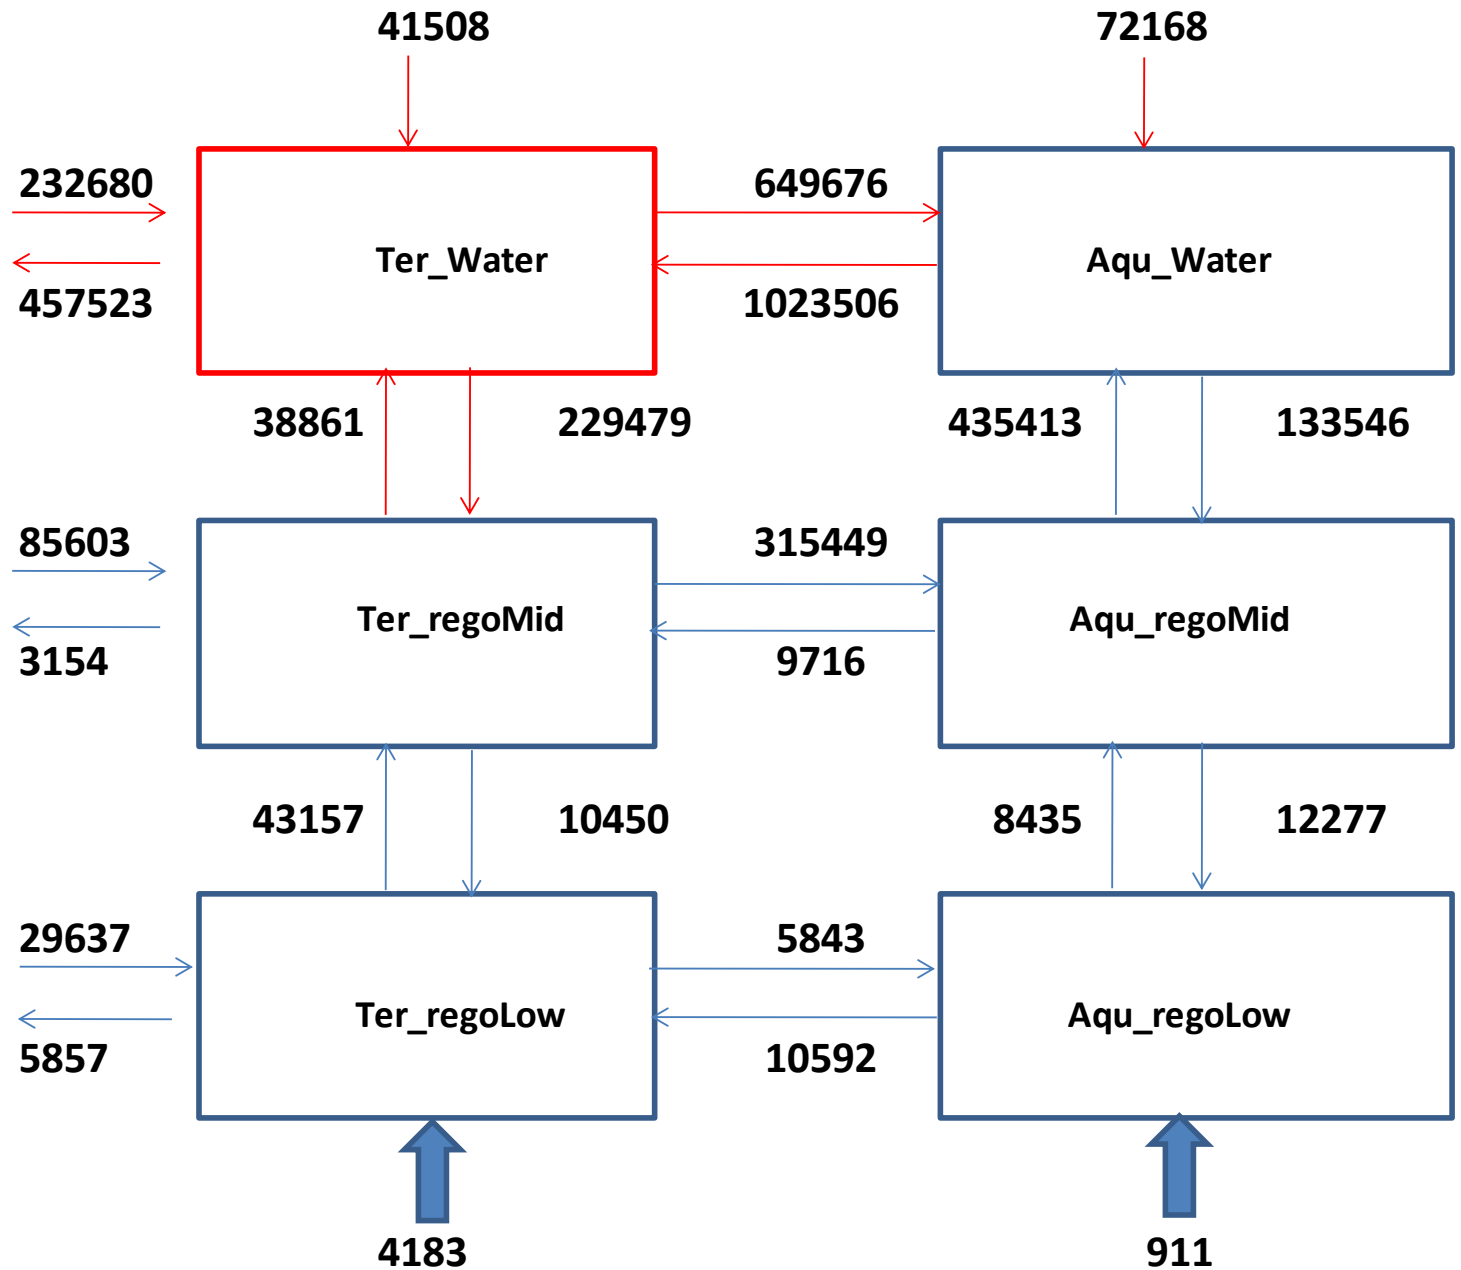 41508 72168
232680 649676
Ter_Water Aqu_Water
457523 1023506
38861 229479 435413 133546
85603 315449
Ter_regoMid Aqu_regoMid
3154 9716
43157 10450 8435 12277
29637 5843
Ter_regoLow Aqu_regoLow
5857 10592
4183 911